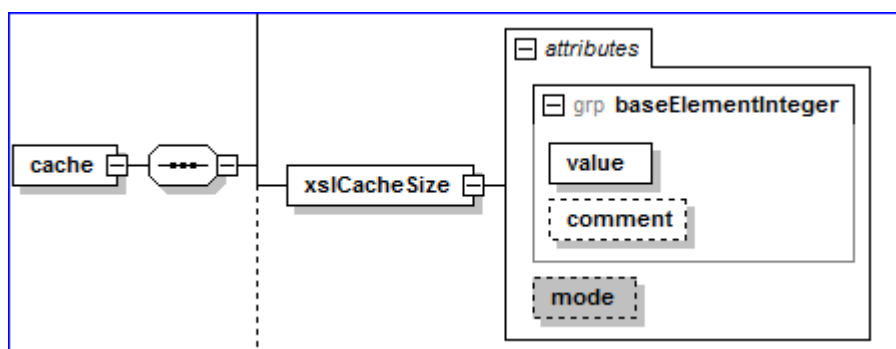 attributes
grp baseElementInteger
cache
value
xslCacheSize
comment
mode